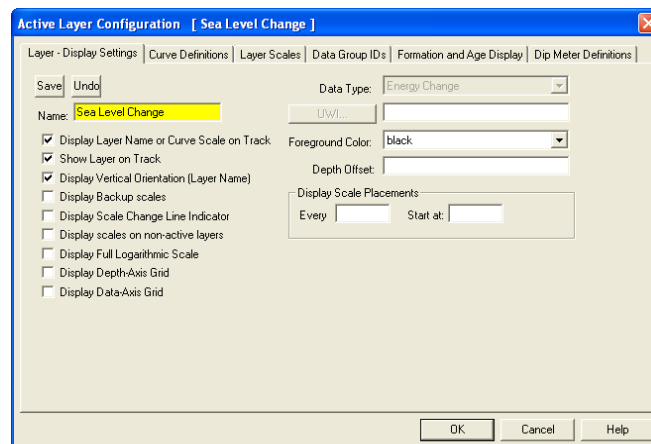 Active Layer Configuration [ Sea Level Change ]
Layer - Display Settings Curve Definitions Layer Scales Data Group IDs Formation and Age Display Dip Meter Definitions
Save Undo
Name: Sea Level Change
Display Layer Name or Curve Scale on Track
Show Layer on Track
Display Vertical Orientation (Layer Name)
Display Backup scales
Display Scale Change Line Indicator
Display scales on non-active layers
Display Full Logarithmic Scale
Display Depth-Axis Grid
Display Data-Axis Grid
Data Type: Energy Change
UWI...
Foreground Color: black
Depth Offset:
Display Scale Placements
Every Start at:
OK Cancel Help